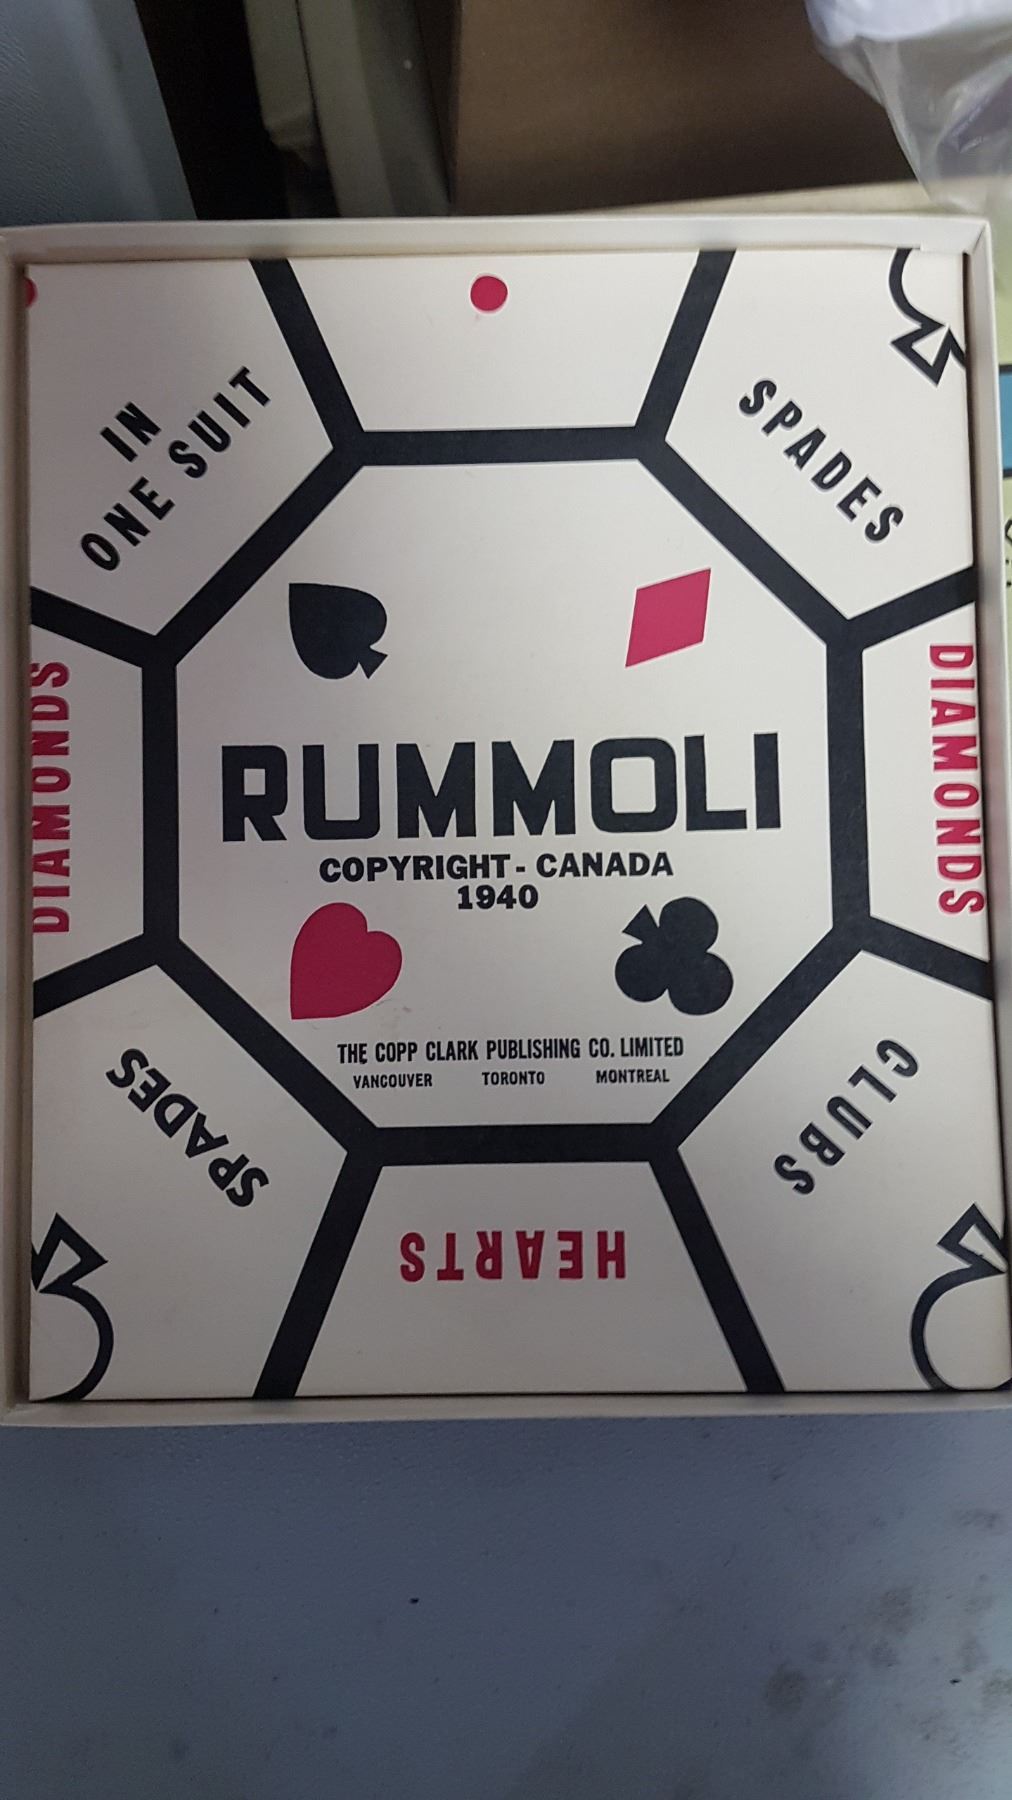 IN
ONE SUIT
SPADES
DIAMONDS
DIAMONDS
RUMMOLI
COPYRIGHT - CANADA
1940
THE COPP CLARK PUBLISHING CO. LIMITED
VANCOUVER TORONTO MONTREAL
SPADES
CLUBS
HEARTS